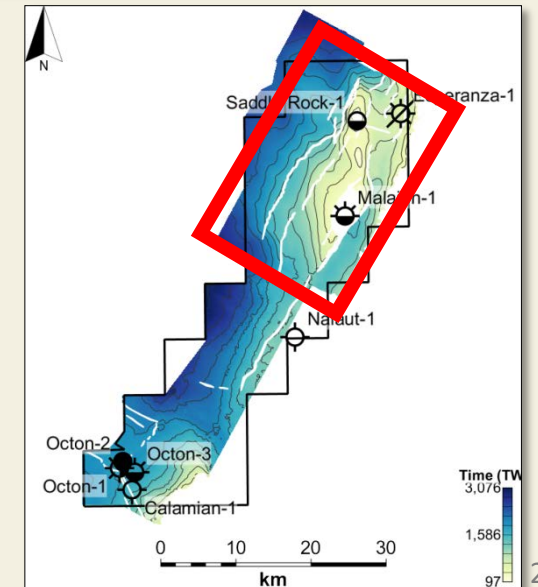 N
Saddle Rock-1
Esperanza-1
Malajon-1
Nalaut-1
Octon-2
Octon-3
Octon-1
Calamian-1
Time (TW
3,076
1,586
97
0 10 20 30
km
2